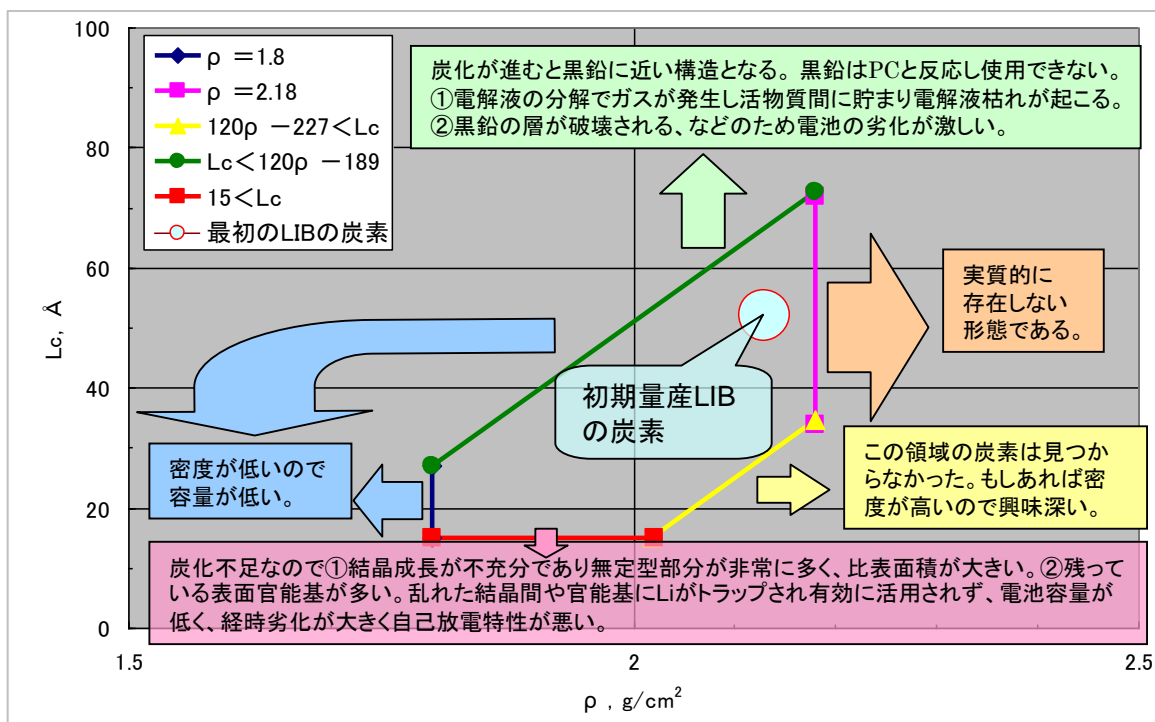 100
80
60
40
20
0
Lc, Å
ρ =1.8
ρ =2.18
120ρ -227<Lc
Lc<120ρ -189
15<Lc
最初のLIBの炭素
炭化が進むと黒鉛に近い構造となる。黒鉛はPCと反応し使用できない。
①電解液の分解でガスが発生し活物質間に貯まり電解液枯れが起こる。
②黒鉛の層が破壊される、などのため電池の劣化が激しい。
実質的に
存在しない
形態である。
初期量産LIB
の炭素
密度が低いので
容量が低い。
この領域の炭素は見つか
らなかった。もしあれば密
度が高いので興味深い。
炭化不足なので①結晶成長が不充分であり無定型部分が非常に多く、比表面積が大きい。②残って
いる表面官能基が多い。乱れた結晶間や官能基にLiがトラップされ有効に活用されず、電池容量が
低く、経時劣化が大きく自己放電特性が悪い。
1.5
2
2.5
ρ , g/cm²